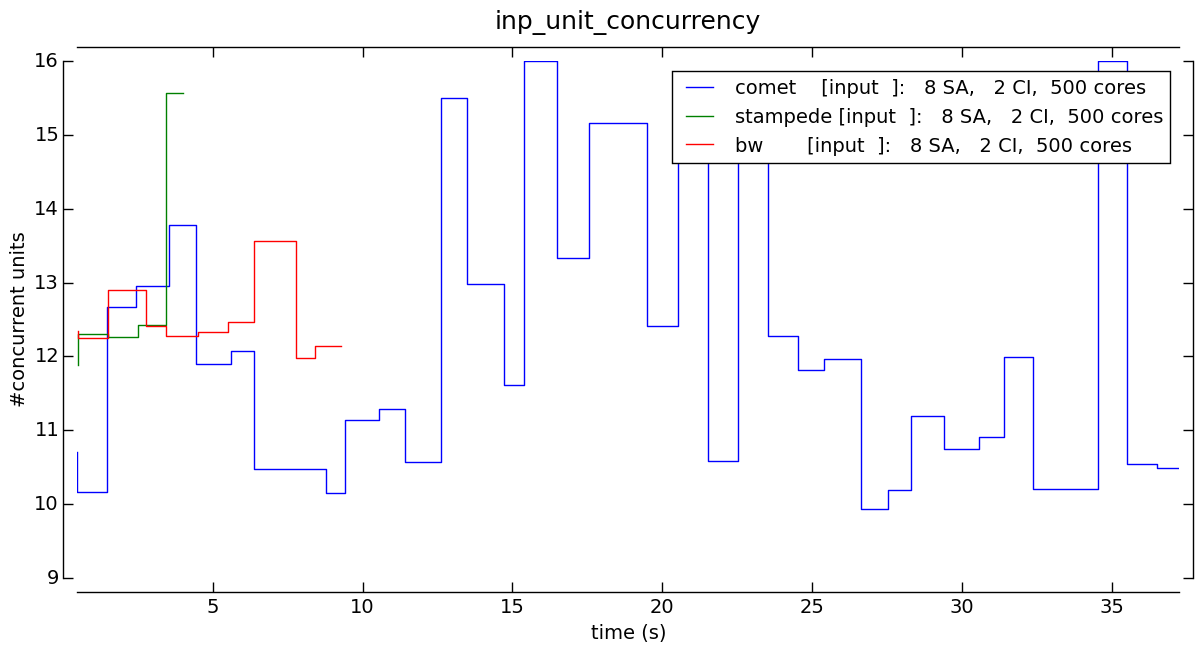 inp_unit_concurrency
16
15
14
13
12
11
10
9
#concurrent units
comet    [input  ]:   8 SA,   2 CI,  500 cores
stampede [input  ]:   8 SA,   2 CI,  500 cores
bw       [input  ]:   8 SA,   2 CI,  500 cores
5 10 15 20 25 30 35
time (s)